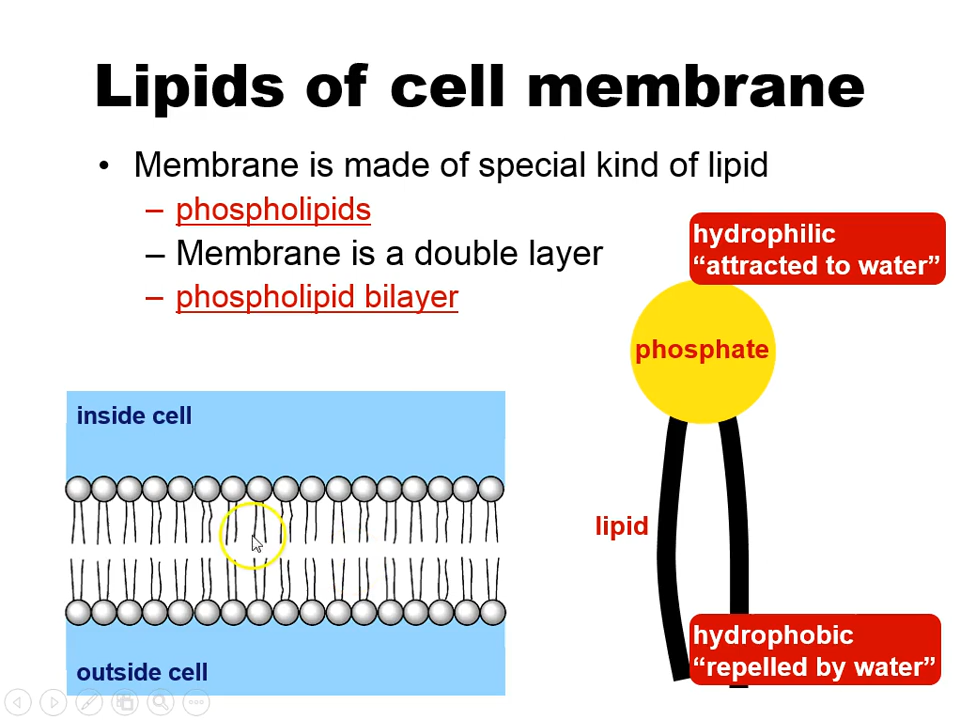 Lipids of cell membrane
• Membrane is made of special kind of lipid
– phospholipids
– Membrane is a double layer
– phospholipid bilayer
hydrophilic
“attracted to water”
phosphate
inside cell
lipid
hydrophobic
“repelled by water”
outside cell